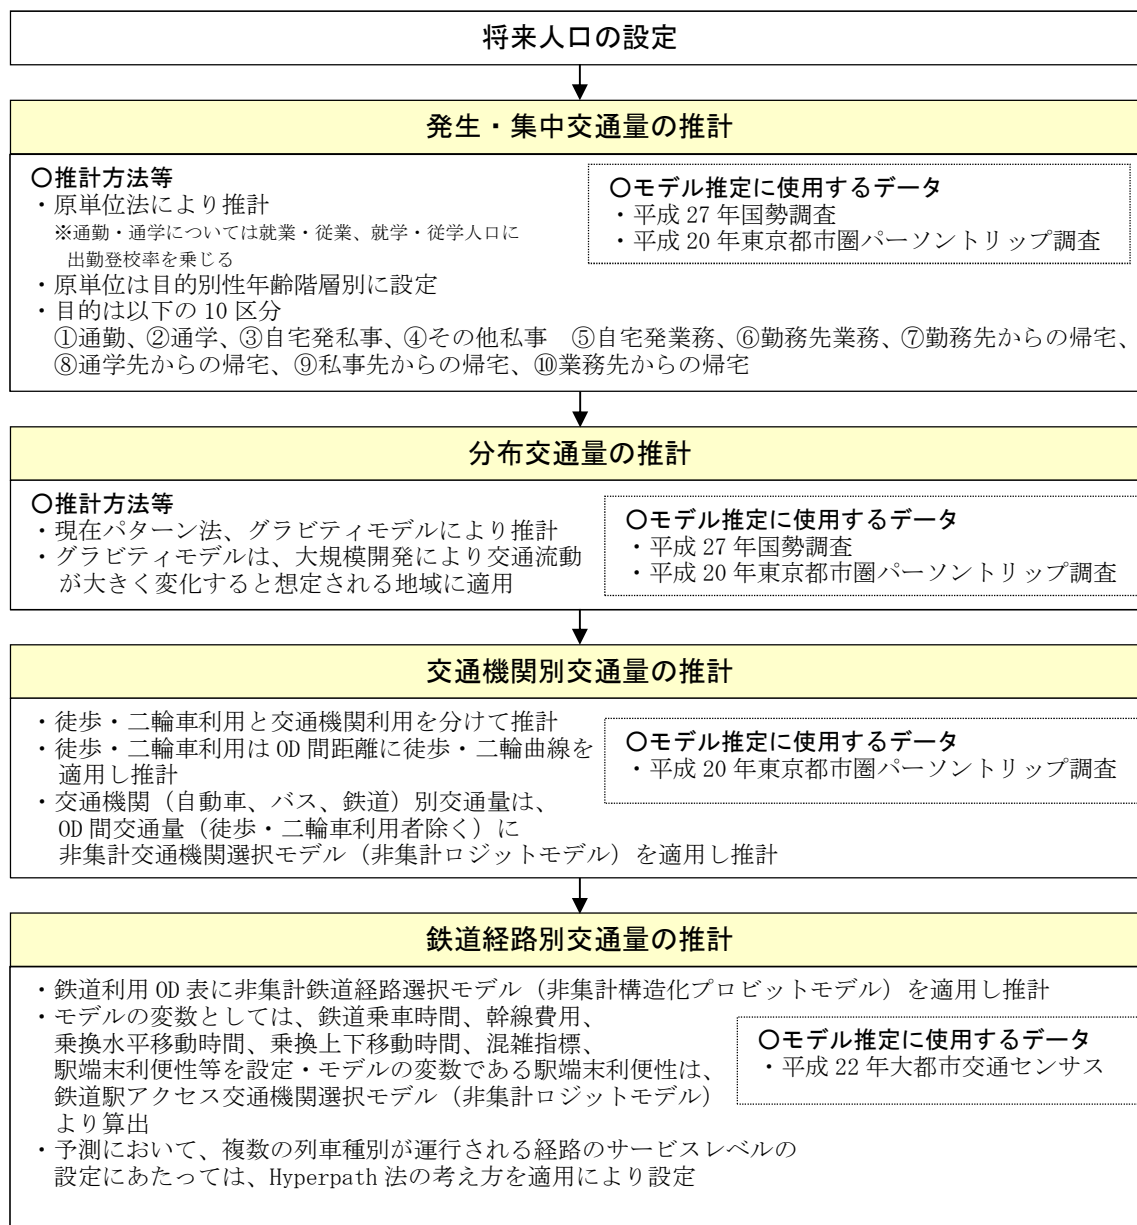 将来人口の設定
発生・集中交通量の推計
〇推計方法等
・原単位法により推計
※通勤・通学については就業・従業、就学・従学人口に
出勤登校率を乗じる
・原単位は目的別性年齢階層別に設定
・目的は以下の 10 区分
①通勤、②通学、③自宅発私事、④その他私事　⑤自宅発業務、⑥勤務先業務、⑦勤務先からの帰宅、
⑧通学先からの帰宅、⑨私事先からの帰宅、⑩業務先からの帰宅
〇モデル推定に使用するデータ
・平成 27 年国勢調査
・平成 20 年東京都市圏パーソントリップ調査
分布交通量の推計
〇推計方法等
・現在パターン法、グラビティモデルにより推計
・グラビティモデルは、大規模開発により交通流動
が大きく変化すると想定される地域に適用
〇モデル推定に使用するデータ
・平成 27 年国勢調査
・平成 20 年東京都市圏パーソントリップ調査
交通機関別交通量の推計
・徒歩・二輪車利用と交通機関利用を分けて推計
・徒歩・二輪車利用は OD 間距離に徒歩・二輪曲線を
適用し推計
・交通機関（自動車、バス、鉄道）別交通量は、
OD 間交通量（徒歩・二輪車利用者除く）に
非集計交通機関選択モデル（非集計ロジットモデル）を適用し推計
〇モデル推定に使用するデータ
・平成 20 年東京都市圏パーソントリップ調査
鉄道経路別交通量の推計
・鉄道利用 OD 表に非集計鉄道経路選択モデル（非集計構造化プロビットモデル）を適用し推計
・モデルの変数としては、鉄道乗車時間、幹線費用、
乗換水平移動時間、乗換上下移動時間、混雑指標、
駅端末利便性等を設定・モデルの変数である駅端末利便性は、
鉄道駅アクセス交通機関選択モデル（非集計ロジットモデル）
より算出
・予測において、複数の列車種別が運行される経路のサービスレベルの
設定にあたっては、Hyperpath 法の考え方を適用により設定
〇モデル推定に使用するデータ
・平成 22 年大都市交通センサス